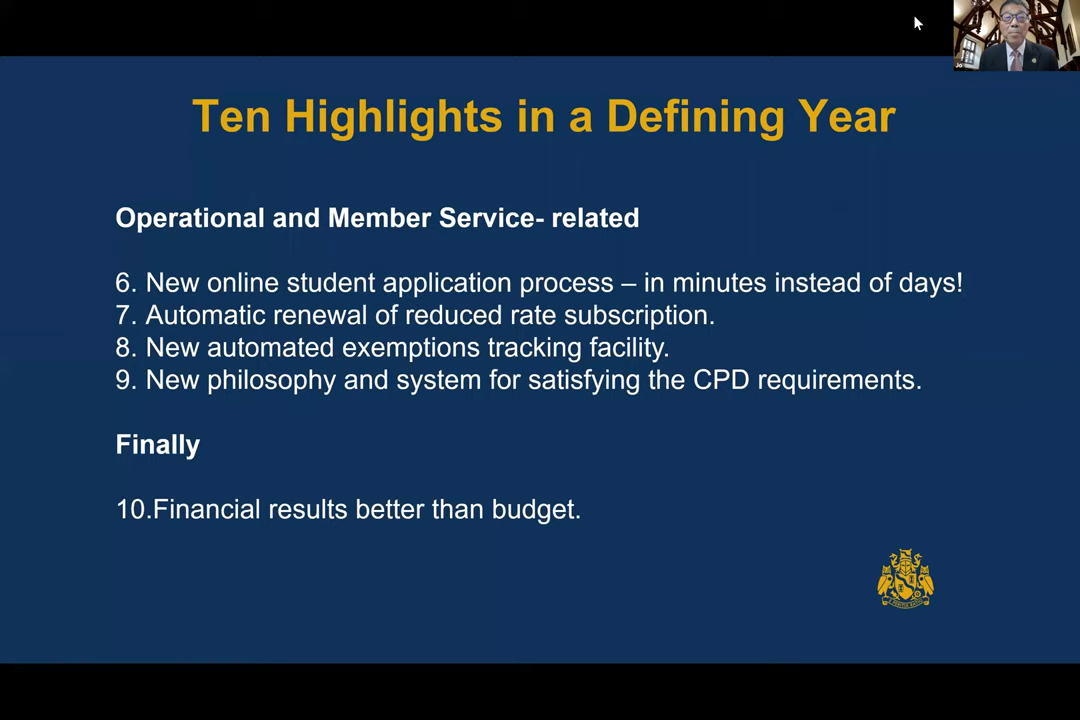 Ten Highlights in a Defining Year
Operational and Member Service- related
6. New online student application process – in minutes instead of days!
7. Automatic renewal of reduced rate subscription.
8. New automated exemptions tracking facility.
9. New philosophy and system for satisfying the CPD requirements.
Finally
10.Financial results better than budget.